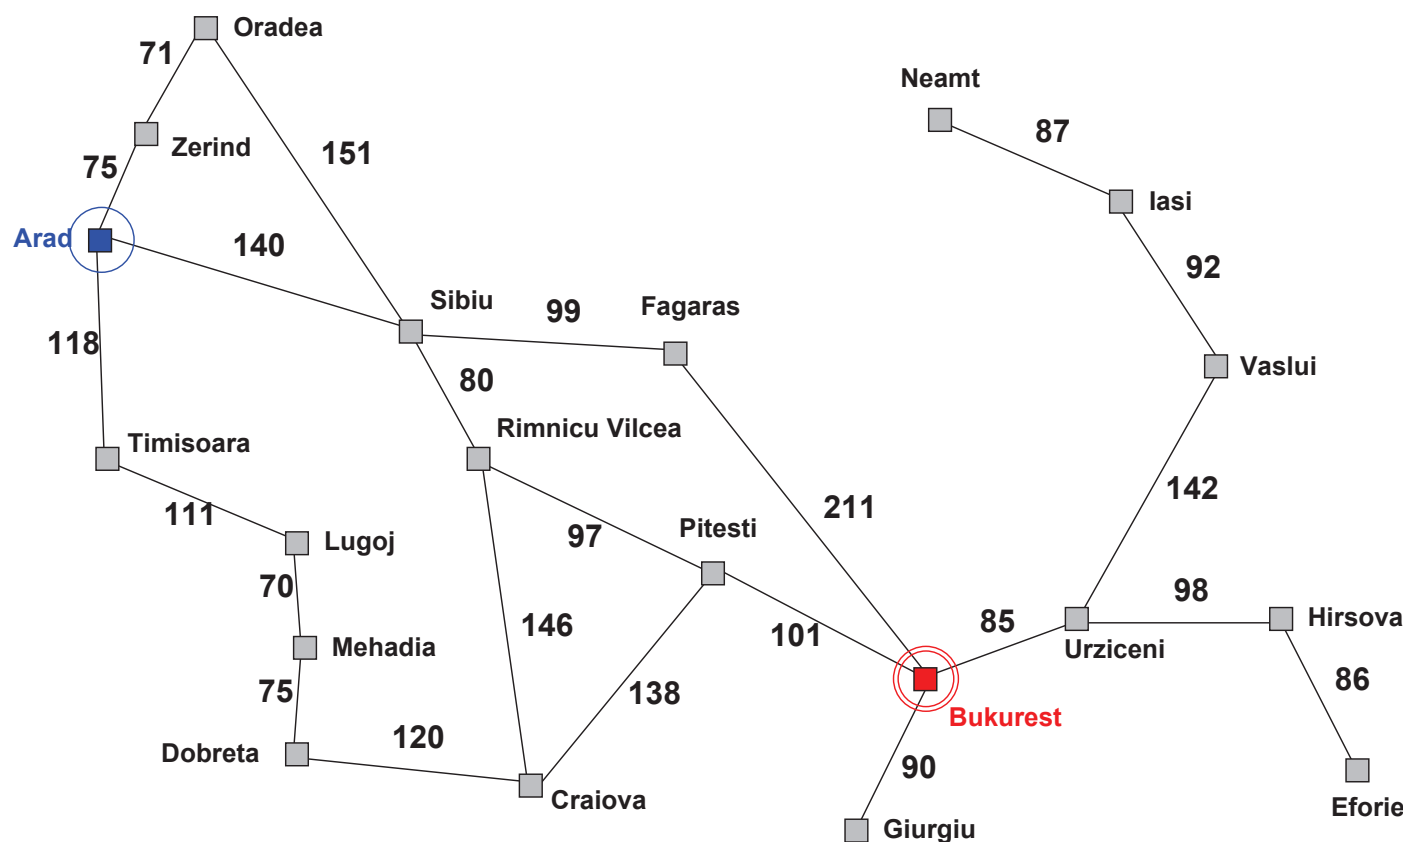 Oradea
71
Neamt
87
Zerind
151
75
Iasi
Arad
140
92
Sibiu
99
Fagaras
118
Vaslui
80
Rimnicu Vilcea
Timisoara
142
211
111
97
Pitesti
Lugoj
70
98
Hirsova
146
101
85
Mehadia
Urziceni
75
138
86
Bukurest
120
Dobreta
90
Craiova
Eforie
Giurgiu